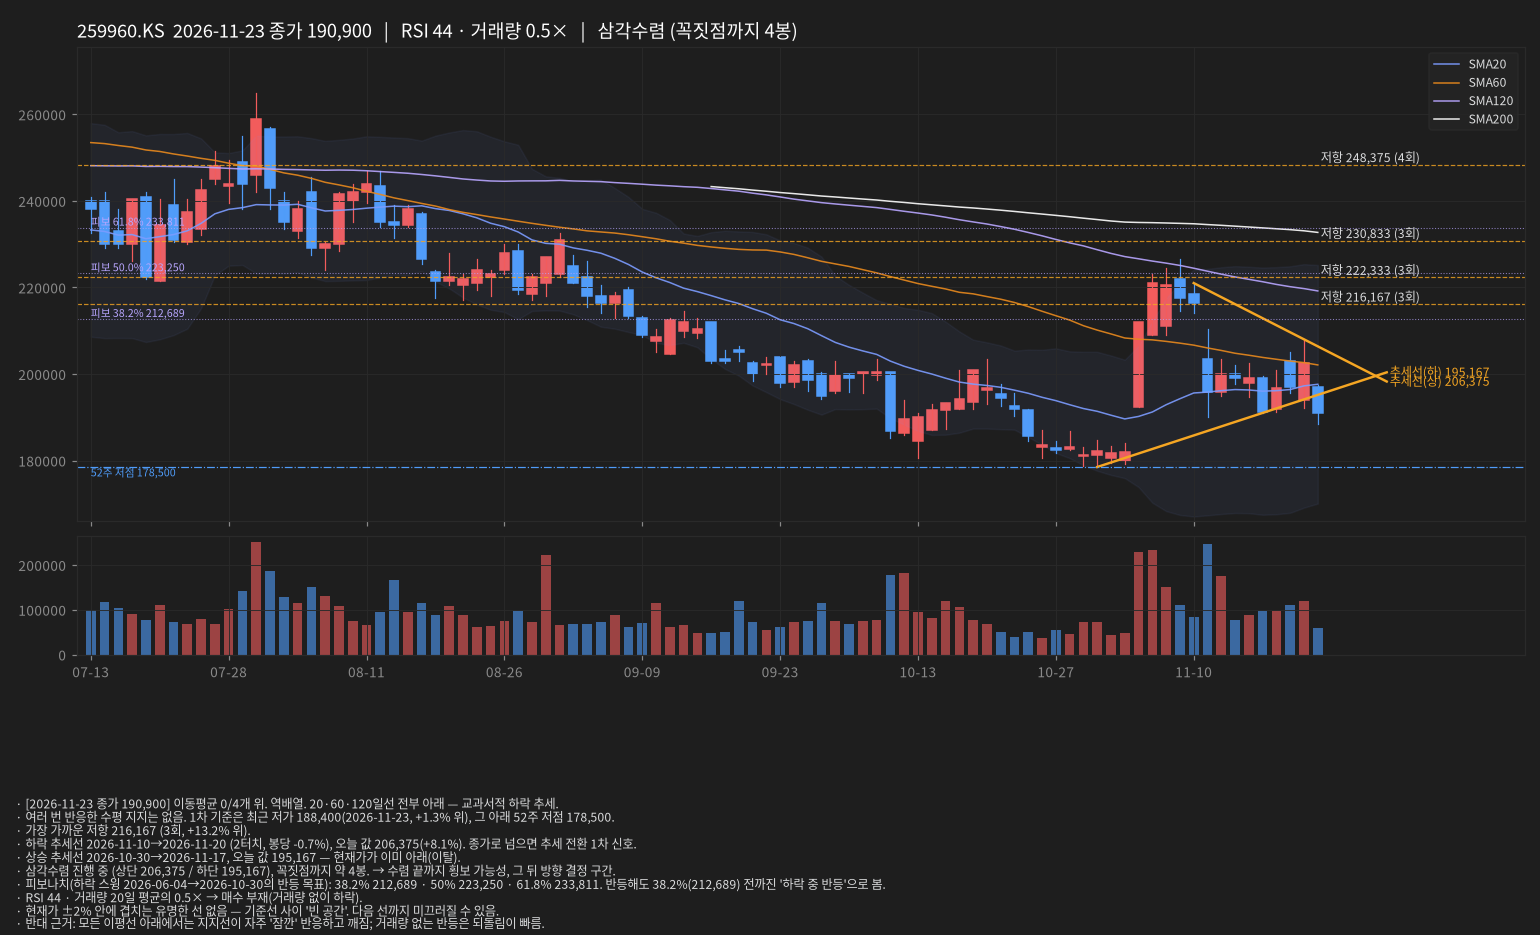 259960.KS 2026-11-23 종가 190,900 | RSI 44 · 거래량 0.5× | 삼각수렴 (꼭짓점까지 4봉)
SMA20
SMA60
SMA120
SMA200
260000
240000
220000
200000
180000
저항 248,375 (4회)
저항 230,833 (3회)
저항 222,333 (3회)
저항 216,167 (3회)
피보 61.8% 233,811
피보 50.0% 223,250
피보 38.2% 212,689
추세선(하) 195,167
추세선(상) 206,375
52주 저점 178,500
200000
100000
0
07-13
07-28
08-11
08-26
09-09
09-23
10-13
10-27
11-10
· [2026-11-23 종가 190,900] 이동평균 0/4개 위. 역배열. 20·60·120일선 전부 아래 — 교과서적 하락 추세.
· 여러 번 반응한 수평 지지는 없음. 1차 기준은 최근 저가 188,400(2026-11-23, +1.3% 위), 그 아래 52주 저점 178,500.
· 가장 가까운 저항 216,167 (3회, +13.2% 위).
· 하락 추세선 2026-11-10→2026-11-20 (2터치, 봉당 -0.7%), 오늘 값 206,375(+8.1%). 종가로 넘으면 추세 전환 1차 신호.
· 상승 추세선 2026-10-30→2026-11-17, 오늘 값 195,167 — 현재가가 이미 아래(이탈).
· 삼각수렴 진행 중 (상단 206,375 / 하단 195,167), 꼭짓점까지 약 4봉. → 수렴 끝까지 횡보 가능성, 그 뒤 방향 결정 구간.
· 피보나치(하락 스윙 2026-06-04→2026-10-30의 반등 목표): 38.2% 212,689 · 50% 223,250 · 61.8% 233,811. 반등해도 38.2%(212,689) 전까진 '하락 중 반등'으로 봄.
· RSI 44 · 거래량 20일 평균의 0.5× → 매수 부재(거래량 없이 하락).
· 현재가 ±2% 안에 겹치는 유명한 선 없음 — 기준선 사이 '빈 공간'. 다음 선까지 미끄러질 수 있음.
· 반대 근거: 모든 이평선 아래에서는 지지선이 자주 '잠깐' 반응하고 깨짐; 거래량 없는 반등은 되돌림이 빠름.